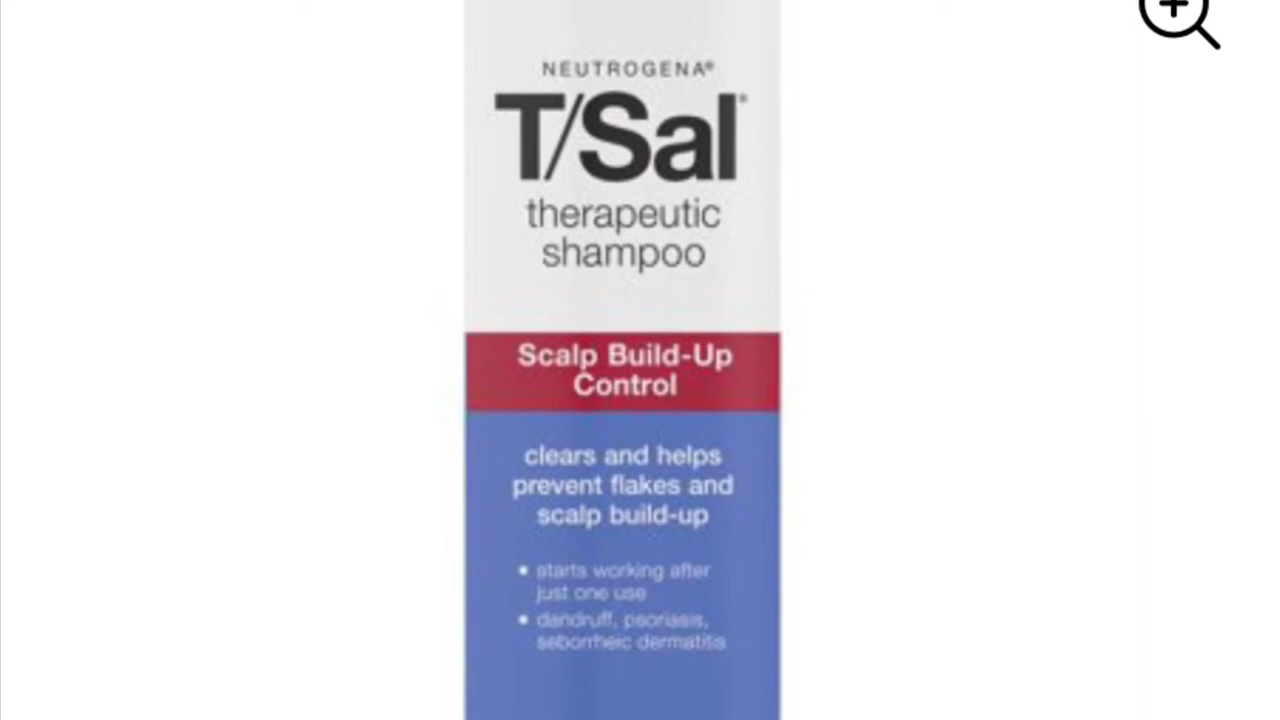 NEUTROGENA®
T/Sal®
therapeutic
shampoo
Scalp Build-Up
Control
clears and helps
prevent flakes and
scalp build-up
• starts working after
just one use
• dandruff, psoriasis,
seborrheic dermatitis